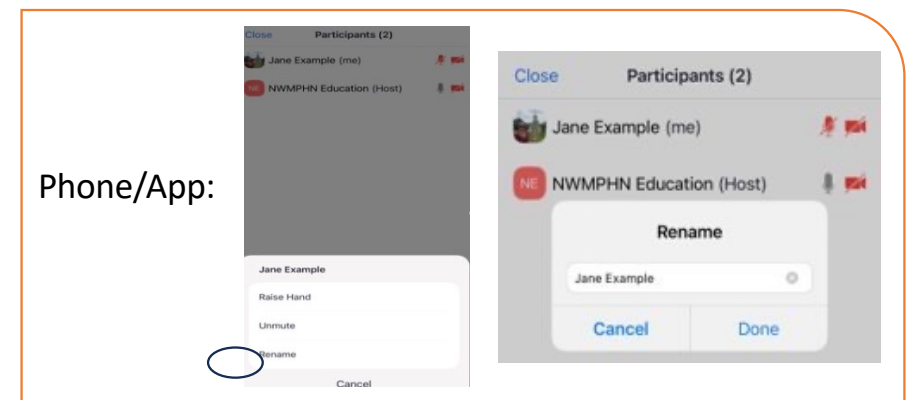 Phone/App:
Close Participants (2)
Jane Example (me)
NE NWMPHN Education (Host)
Jane Example
Raise Hand
Unmute
Rename
Cancel
Close Participants (2)
Jane Example (me)
NE NWMPHN Education (Host)
Rename
Jane Example
Cancel Done